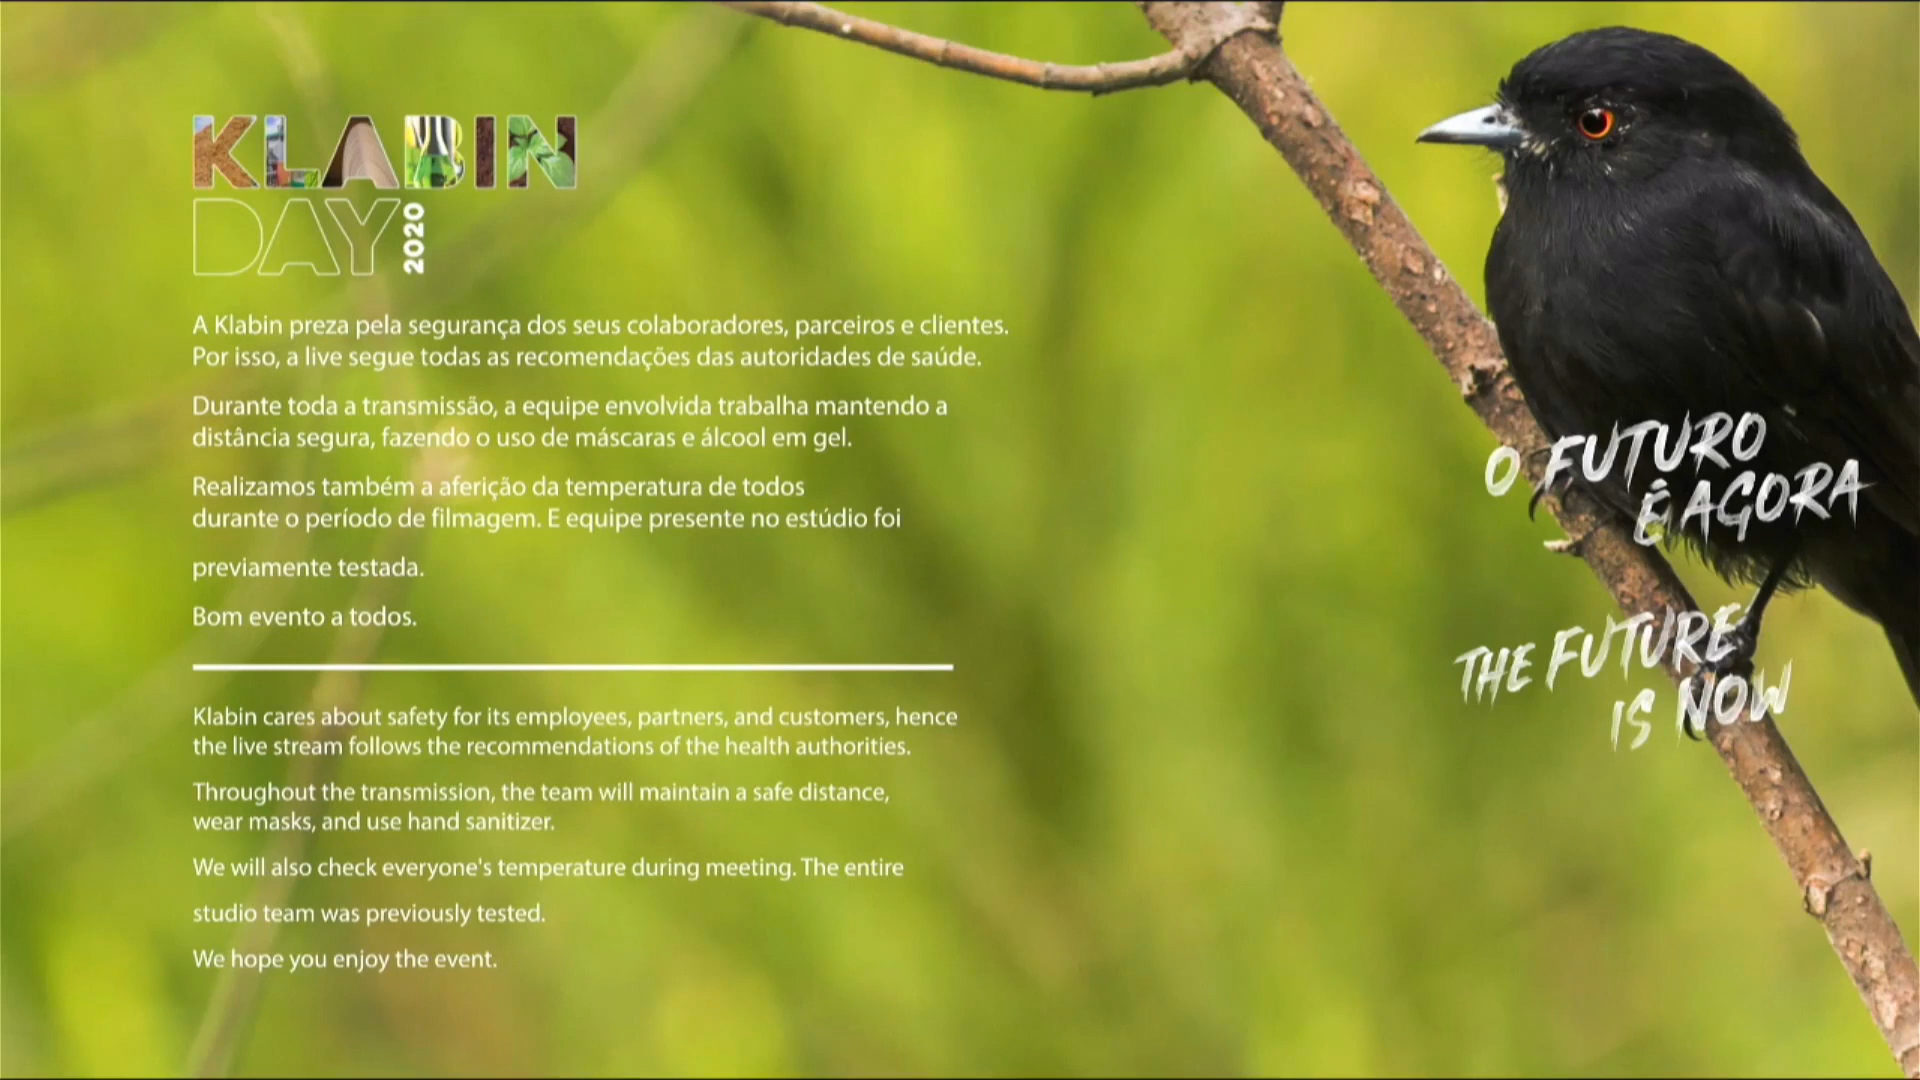 KLABIN
DAY 2020
A Klabin preza pela segurança dos seus colaboradores, parceiros e clientes.
Por isso, a live segue todas as recomendações das autoridades de saúde.
Durante toda a transmissão, a equipe envolvida trabalha mantendo a
distância segura, fazendo o uso de máscaras e álcool em gel.
Realizamos também a aferição da temperatura de todos
durante o período de filmagem. E equipe presente no estúdio foi
previamente testada.
Bom evento a todos.
Klabin cares about safety for its employees, partners, and customers, hence
the live stream follows the recommendations of the health authorities.
Throughout the transmission, the team will maintain a safe distance,
wear masks, and use hand sanitizer.
We will also check everyone's temperature during meeting. The entire
studio team was previously tested.
We hope you enjoy the event.
O FUTURO
É AGORA
THE FUTURE
IS NOW